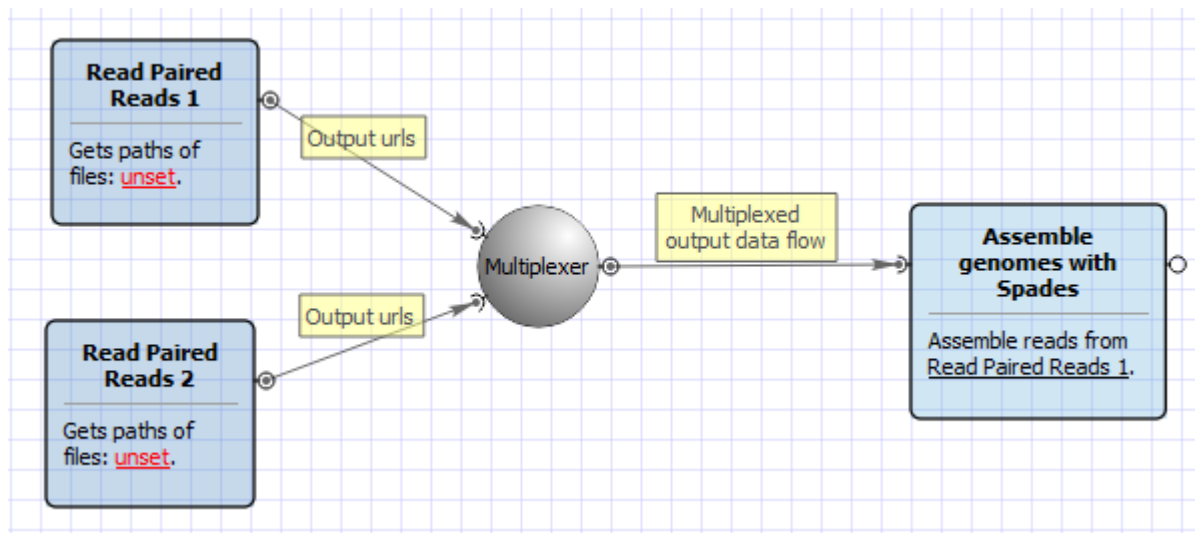 Read Paired
Reads 1
Gets paths of
files: unset.
Output urls
Read Paired
Reads 2
Gets paths of
files: unset.
Output urls
Multiplexer
Multiplexed
output data flow
Assemble
genomes with
Spades
Assemble reads from
Read Paired Reads 1.